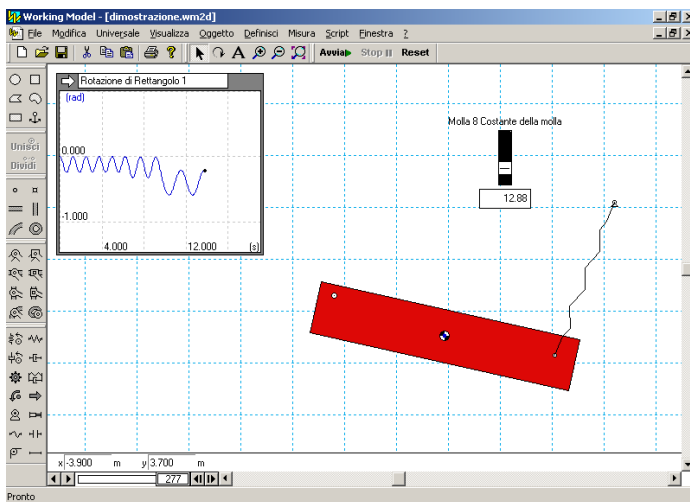 Working Model - [dimostrazione.wm2d]
File Modifica Universale Visualizza Oggetto Definisci Misura Script Finestra ?
A Avvia Stop Reset
Rotazione di Rettangolo 1
(rad)
0.000
-1.000
4.000 12.000 (s)
Molla 8 Costante della molla
12.88
Unisci
Dividi
x -3.900 m y 3.700 m
277
Pronto